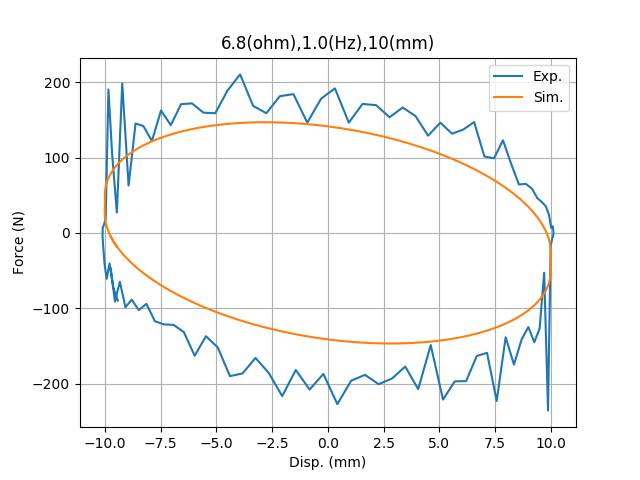 6.8(ohm),1.0(Hz),10(mm)
Exp.
Sim.
200
100
0
−100
−200
Force (N)
−10.0 −7.5 −5.0 −2.5 0.0 2.5 5.0 7.5 10.0
Disp. (mm)